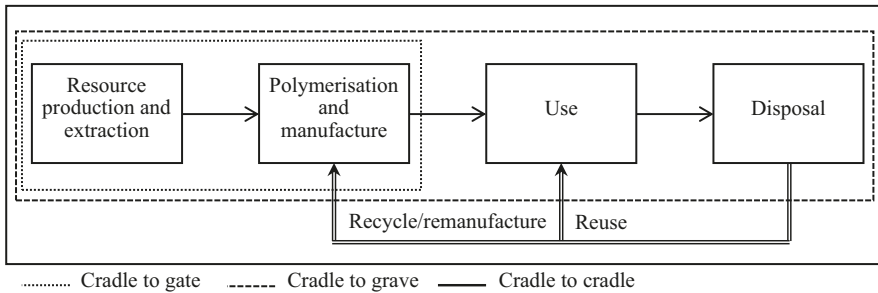 Resource
production and
extraction
Polymerisation
and
manufacture
Use
Disposal
Recycle/remanufacture
Reuse
Cradle to gate
Cradle to grave
Cradle to cradle